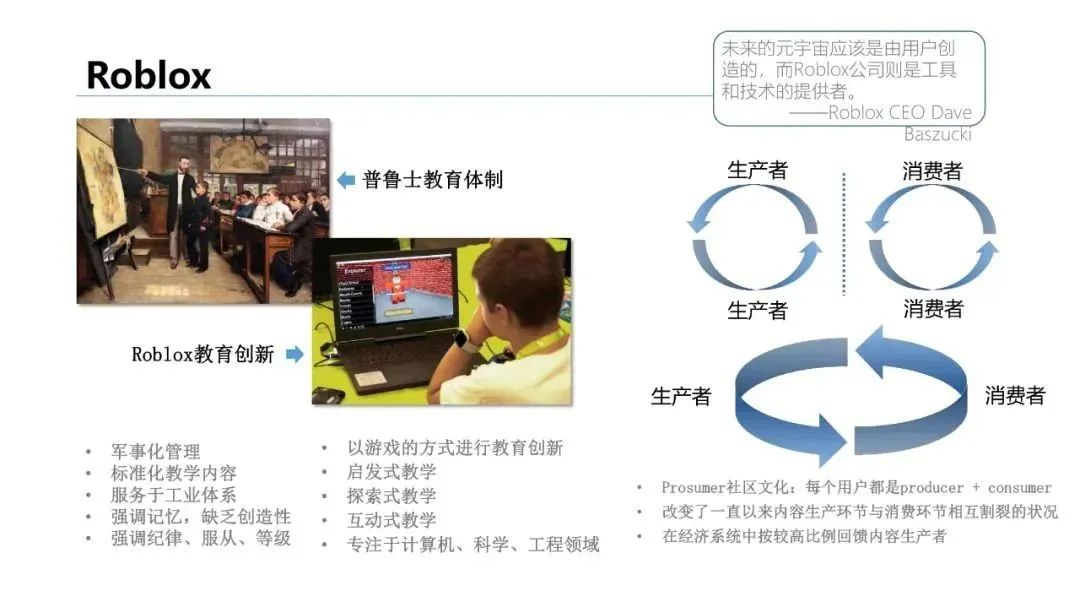 Roblox
未来的元宇宙应该是由用户创
造的，而Roblox公司则是工具
和技术的提供者。
——Roblox CEO Dave
Baszucki
普鲁士教育体制
Roblox教育创新
军事化管理
标准化教学内容
服务于工业体系
强调记忆，缺乏创造性
强调纪律、服从、等级
以游戏的方式进行教育创新
启发式教学
探索式教学
互动式教学
专注于计算机、科学、工程领域
生产者
消费者
生产者
消费者
生产者
消费者
Prosumer社区文化：每个用户都是producer + consumer
改变了一直以来内容生产环节与消费环节相互割裂的状况
在经济系统中按较高比例回馈内容生产者
Explorer